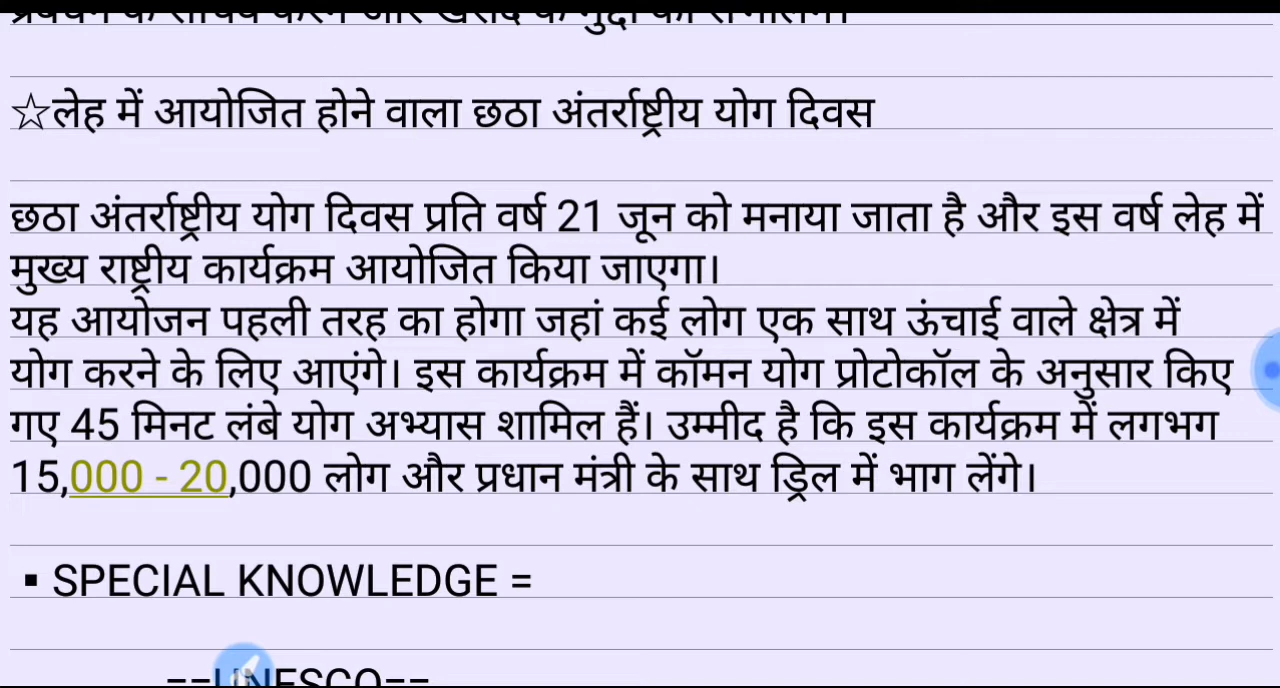 ☆लेह में आयोजित होने वाला छठा अंतर्राष्ट्रीय योग दिवस
छठा अंतर्राष्ट्रीय योग दिवस प्रति वर्ष 21 जून को मनाया जाता है और इस वर्ष लेह में
मुख्य राष्ट्रीय कार्यक्रम आयोजित किया जाएगा।
यह आयोजन पहली तरह का होगा जहां कई लोग एक साथ ऊंचाई वाले क्षेत्र में
योग करने के लिए आएंगे। इस कार्यक्रम में कॉमन योग प्रोटोकॉल के अनुसार किए
गए 45 मिनट लंबे योग अभ्यास शामिल हैं। उम्मीद है कि इस कार्यक्रम में लगभग
15,000 - 20,000 लोग और प्रधान मंत्री के साथ ड्रिल में भाग लेंगे।
▪ SPECIAL KNOWLEDGE =
==UNESCO==